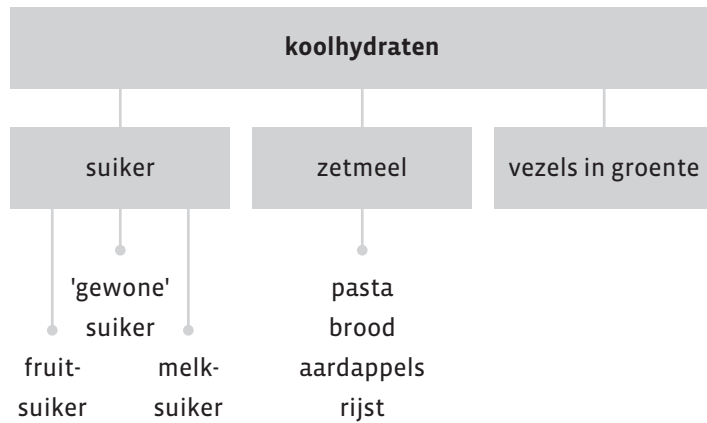 koolhydraten
suiker
zetmeel
vezels in groente
'gewone'
suiker
fruit-
suiker
melk-
suiker
pasta
brood
aardappels
rijst